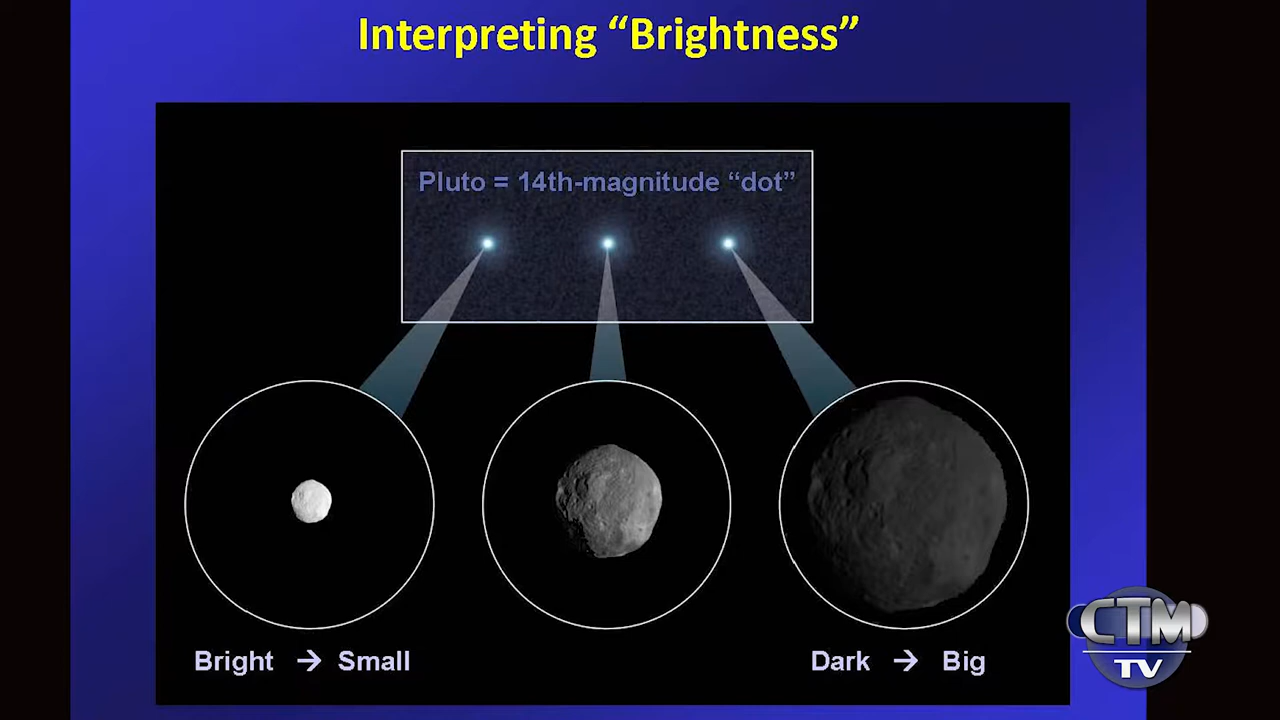 Interpreting “Brightness”
Pluto = 14th-magnitude “dot”
Bright → Small
Dark → Big
CTM
TV